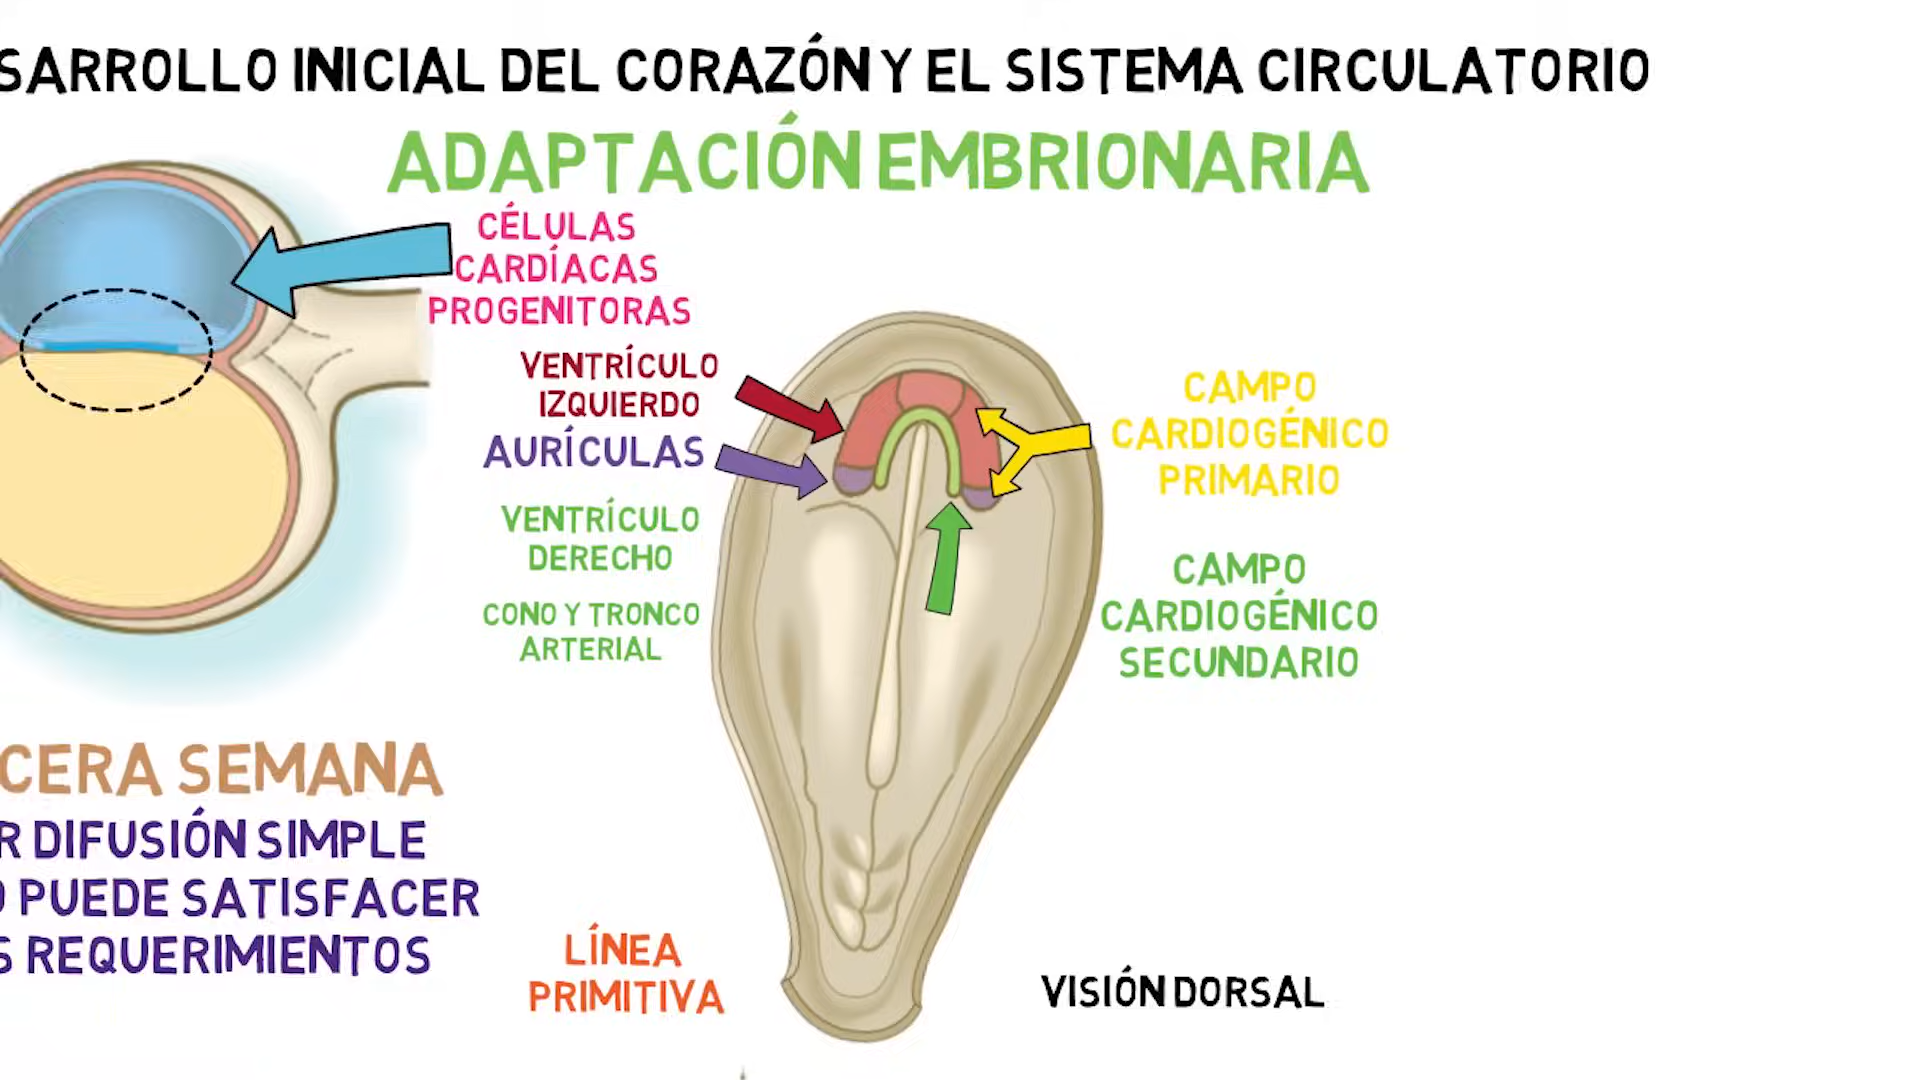 SARROLLO INICIAL DEL CORAZÓN Y EL SISTEMA CIRCULATORIO
ADAPTACIÓN EMBRIONARIA
CÉLULAS
CARDÍACAS
PROGENITORAS
VENTRÍCULO
IZQUIERDO
AURÍCULAS
VENTRÍCULO
DERECHO
CONO Y TRONCO
ARTERIAL
CAMPO
CARDIOGÉNICO
PRIMARIO
CAMPO
CARDIOGÉNICO
SECUNDARIO
CERA SEMANA
R DIFUSIÓN SIMPLE
O PUEDE SATISFACER
S REQUERIMIENTOS
LÍNEA
PRIMITIVA
VISIÓN DORSAL